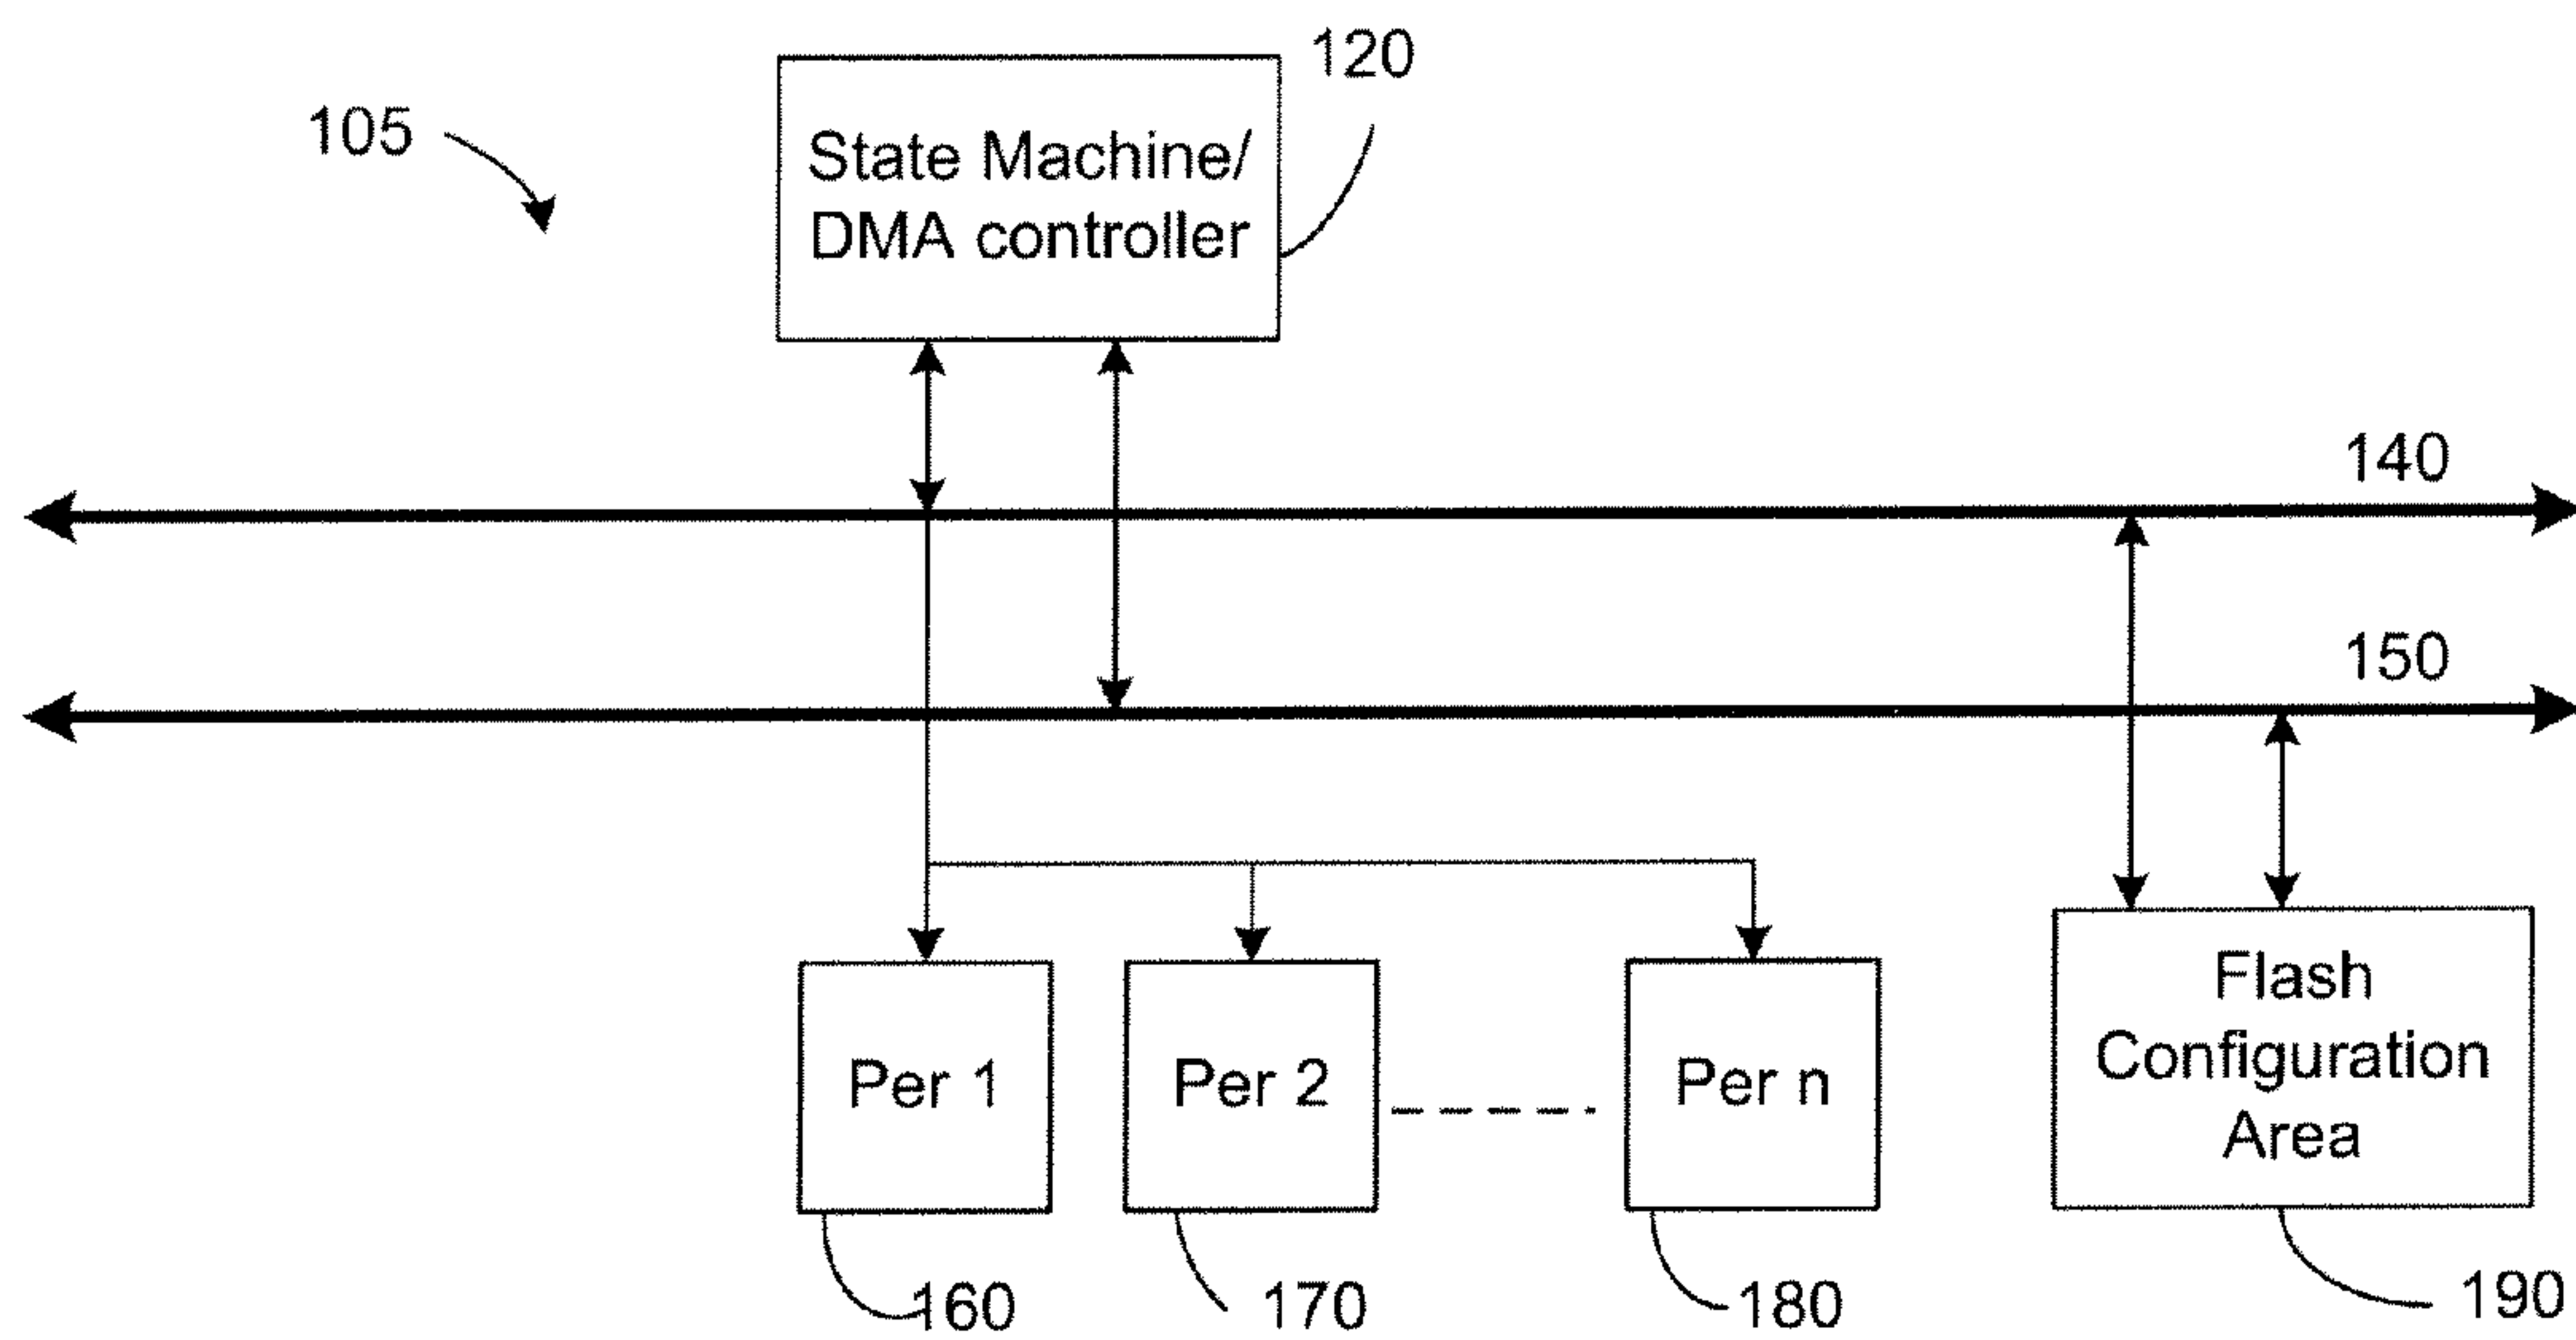 120
105
State Machine/
DMA controller
140
150
Per 1
Per 2
Per n
Flash
Configuration
Area
160
170
180
190